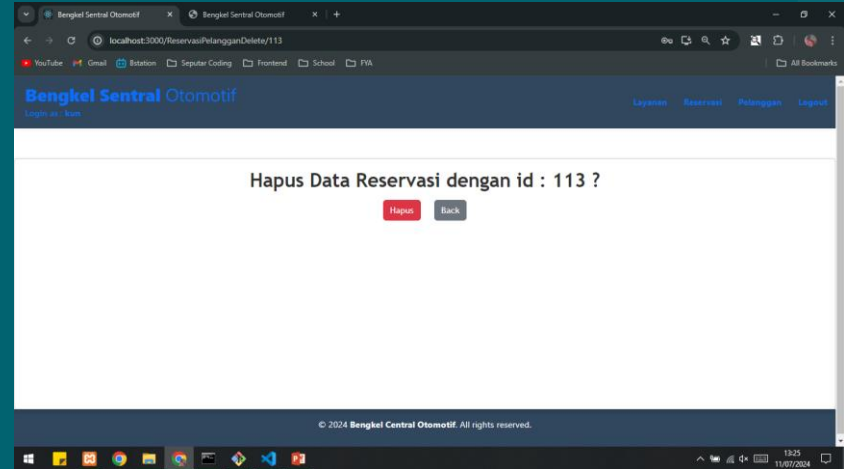 Bengkel Sentral Otomotif
Bengkel Sentral Otomotif
localhost:3000/ReservasiPelangganDelete/113
YouTube Gmail Bstation Seputar Coding Frontend School FYA All Bookmarks
Bengkel Sentral Otomotif
Login as : kun
Layanan Reservasi Pelanggan Logout
Hapus Data Reservasi dengan id : 113 ?
Hapus Back
© 2024 Bengkel Central Otomotif. All rights reserved.
13:25
11/07/2024